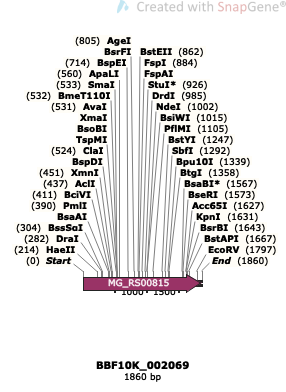 Created with SnapGene®
(805) AgeI
BsrFI BstEII (862)
(714) BspEI FspI (884)
(560) ApaLI FspAI
(533) SmaI StuI* (926)
(532) BmeT110I DrdI (985)
(531) AvaI NdeI (1002)
XmaI BsiWI (1015)
BsoBI PflMI (1105)
TspMI BstYI (1247)
(524) ClaI SbfI (1292)
BspDI Bpu10I (1339)
(451) XmnI BtgI (1358)
(437) AclI BsaBI* (1567)
(411) BciVI BseRI (1573)
(390) PmlI Acc65I (1627)
BsaAI KpnI (1631)
(304) BssSαI BsrBI (1643)
(282) DraI BstAPI (1667)
(214) HaeII EcoRV (1797)
(0) Start End (1860)
MG_RS00815
1000 1500
BBF10K_002069
1860 bp